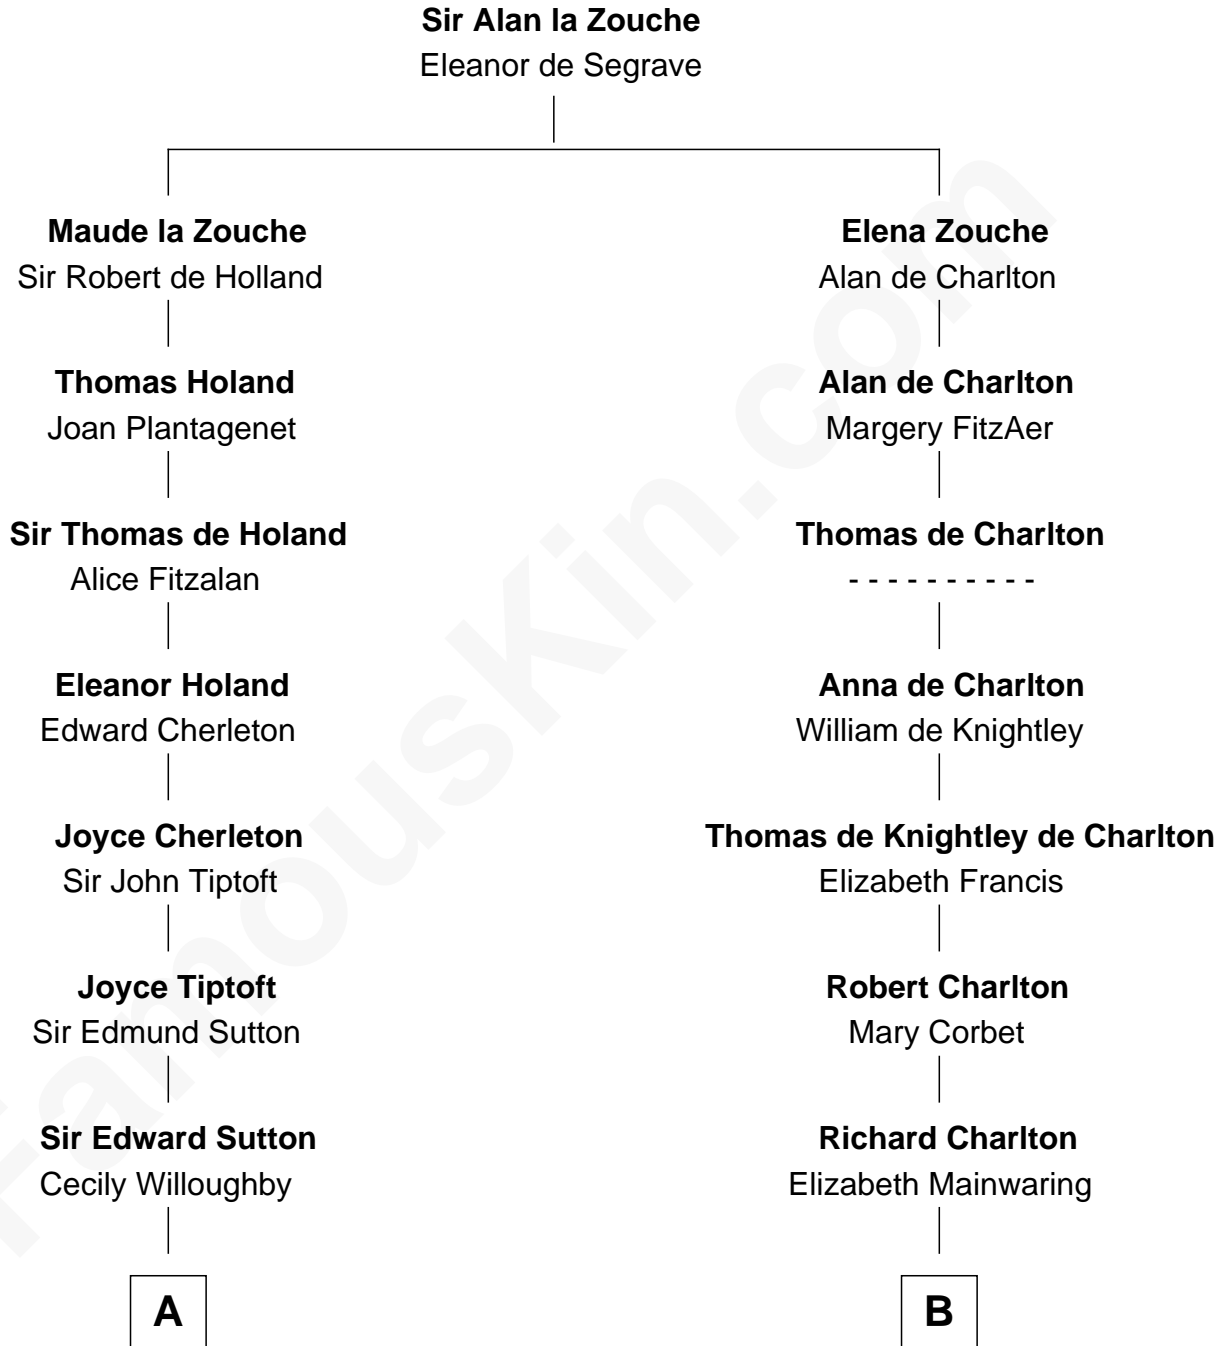 Sir Alan la Zouche
Eleanor de Segrave
Maude la Zouche
Sir Robert de Holland
Elena Zouche
Alan de Charlton
Thomas Holand
Joan Plantagenet
Alan de Charlton
Margery FitzAer
Sir Thomas de Holand
Alice Fitzalan
Thomas de Charlton
- - - - - - - - - -
Eleanor Holand
Edward Cherleton
Anna de Charlton
William de Knightley
Joyce Cherleton
Sir John Tiptoft
Thomas de Knightley de Charlton
Elizabeth Francis
Joyce Tiptoft
Sir Edmund Sutton
Robert Charlton
Mary Corbet
Sir Edward Sutton
Cecily Willoughby
Richard Charlton
Elizabeth Mainwaring
A
B
FamousKin.com